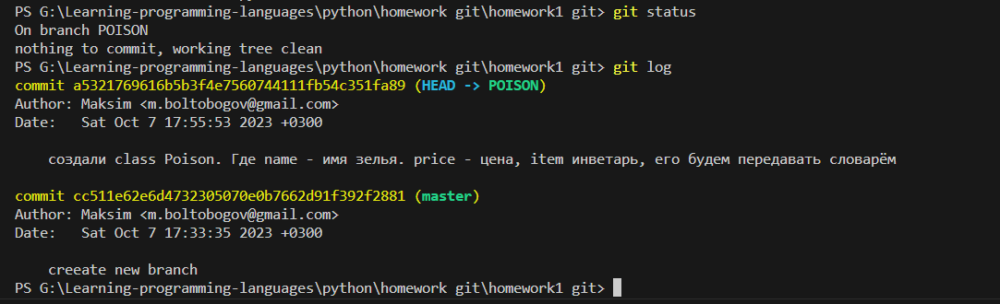 PS G:\Learning-programming-languages\python\homework git\homework1 git> git status
On branch POISON
nothing to commit, working tree clean
PS G:\Learning-programming-languages\python\homework git\homework1 git> git log
commit a5321769616b5b3f4e7560744111fb54c351fa89 (HEAD -> POISON)
Author: Maksim <m.boltobogov@gmail.com>
Date:   Sat Oct 7 17:55:53 2023 +0300
    создали class Poison. Где name - имя зелья. price - цена, item инветарь, его будем передавать словарём
commit cc511e62e6d4732305070e0b7662d91f392f2881 (master)
Author: Maksim <m.boltobogov@gmail.com>
Date:   Sat Oct 7 17:33:35 2023 +0300
    creeate new branch
PS G:\Learning-programming-languages\python\homework git\homework1 git>